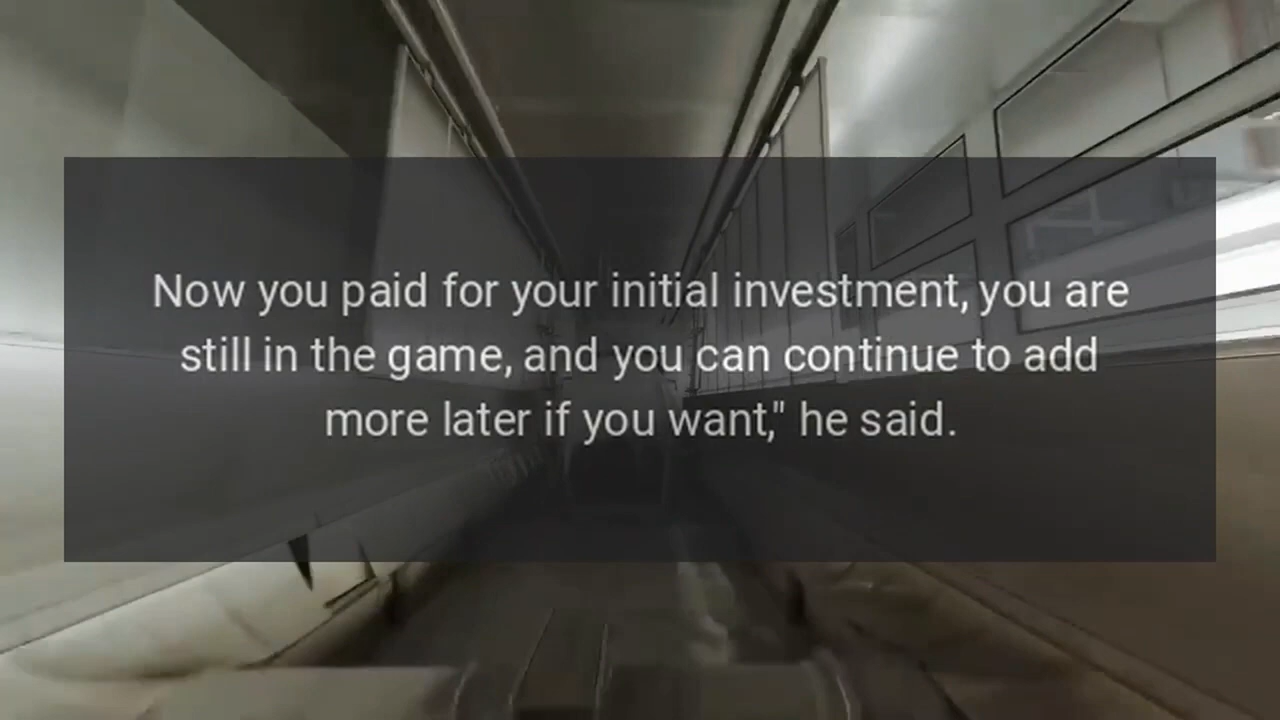 Now you paid for your initial investment, you are
still in the game, and you can continue to add
more later if you want," he said.